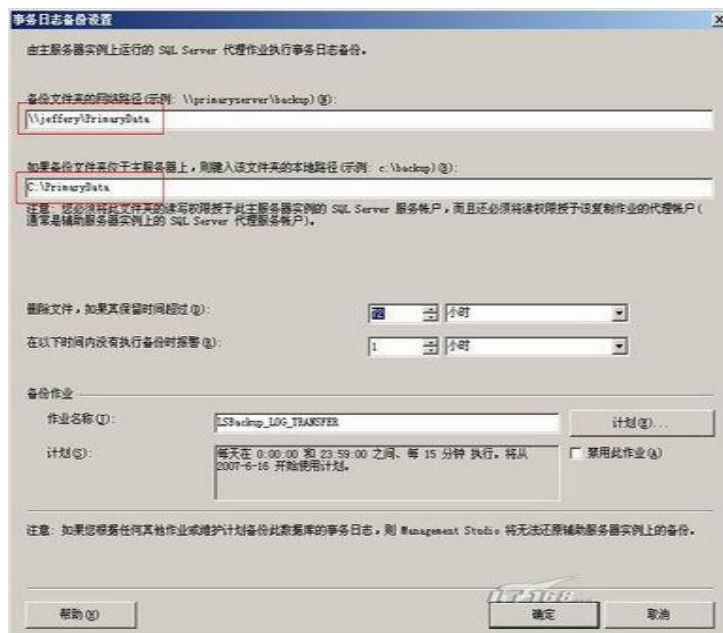 事务日志备份设置
由主服务器实例上运行的 SQL Server 代理作业执行事务日志备份。
备份文件夹的网络路径(示例: \\primaryserver\backup)(N):
\\jeffery\PrimaryData
如果备份文件夹位于主服务器上,则键入该文件夹的本地路径(示例: c:\backup)(O):
C:\PrimaryData
注意: 您必须将此文件夹的读写权限授予此主服务器实例的 SQL Server 服务帐户,而且还必须将读权限授予该复制作业的代理帐户(
通常是辅助服务器实例上的 SQL Server 代理服务帐户)。
删除文件,如果其保留时间超过(D): 72 小时
在以下时间内没有执行备份时报警(R): 1 小时
备份作业
作业名称(J): LSBackup_LOG_TRANSFER 计划(E)...
计划(S): 每天在 0:00:00 和 23:59:00 之间、每 15 分钟 执行。将从 禁用此作业(A)
2007-6-16 开始使用计划。
注意: 如果您根据任何其他作业或维护计划备份此数据库的事务日志,则 Management Studio 将无法还原辅助服务器实例上的备份。
IT168
帮助(H) 确定 取消